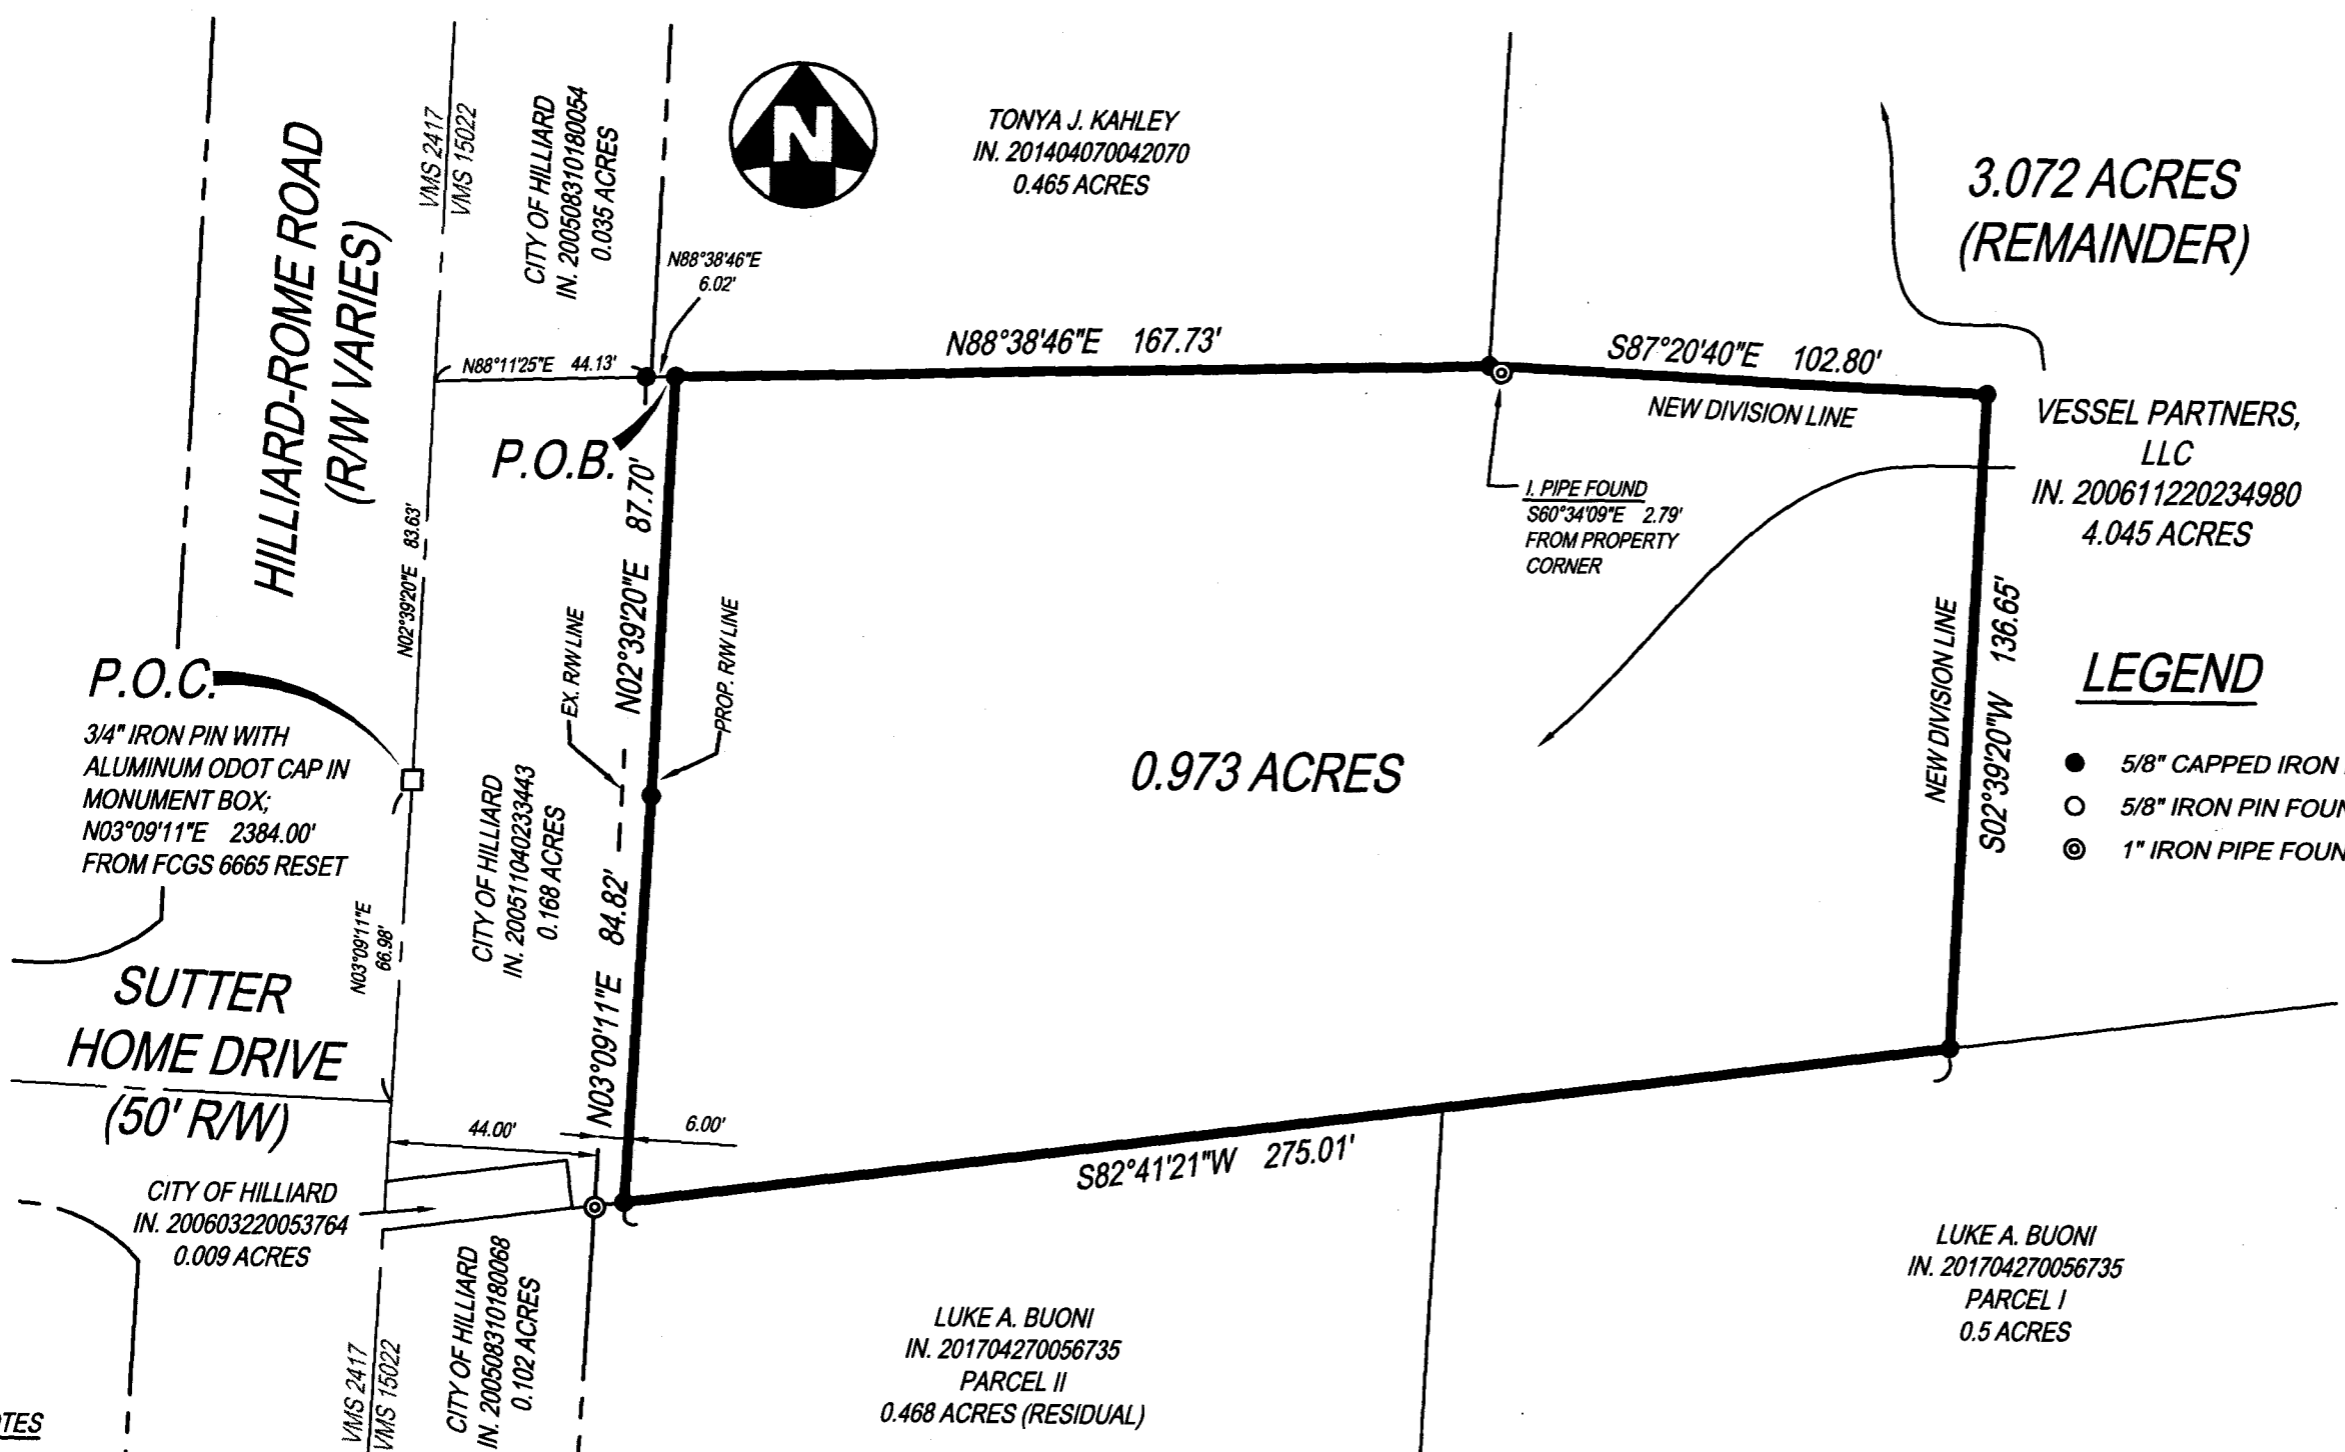 HILLIARD-ROME ROAD
(R/W VARIES)
VMS 2417
VMS 15022
CITY OF HILLIARD
IN. 200508310180054
0.035 ACRES
N
TONYA J. KAHLEY
IN. 201404070042070
0.465 ACRES
3.072 ACRES
(REMAINDER)
N88°38'46"E
6.02'
N88°11'25"E 44.13'
N88°38'46"E 167.73'
S87°20'40"E 102.80'
NEW DIVISION LINE
P.O.B.
VESSEL PARTNERS,
LLC
IN. 200611220234980
4.045 ACRES
I. PIPE FOUND
S60°34'09"E 2.79'
FROM PROPERTY
CORNER
N02°39'20"E 83.63'
N02°39'20"E 87.70'
EX. R/W LINE
PROP. R/W LINE
P.O.C.
3/4" IRON PIN WITH
ALUMINUM ODOT CAP IN
MONUMENT BOX;
N03°09'11"E 2384.00'
FROM FCGS 6665 RESET
0.973 ACRES
NEW DIVISION LINE
S02°39'20"W 136.65'
LEGEND
5/8" CAPPED IRON
5/8" IRON PIN FOUN
1" IRON PIPE FOUN
CITY OF HILLIARD
IN. 200511040233443
0.168 ACRES
N03°09'11"E
66.98'
N03°09'11"E 84.82'
SUTTER
HOME DRIVE
(50' R/W)
44.00'
6.00'
S82°41'21"W 275.01'
CITY OF HILLIARD
IN. 200603220053764
0.009 ACRES
CITY OF HILLIARD
IN. 200508310180068
0.102 ACRES
VMS 2417
VMS 15022
LUKE A. BUONI
IN. 201704270056735
PARCEL II
0.468 ACRES (RESIDUAL)
LUKE A. BUONI
IN. 201704270056735
PARCEL I
0.5 ACRES
OTES